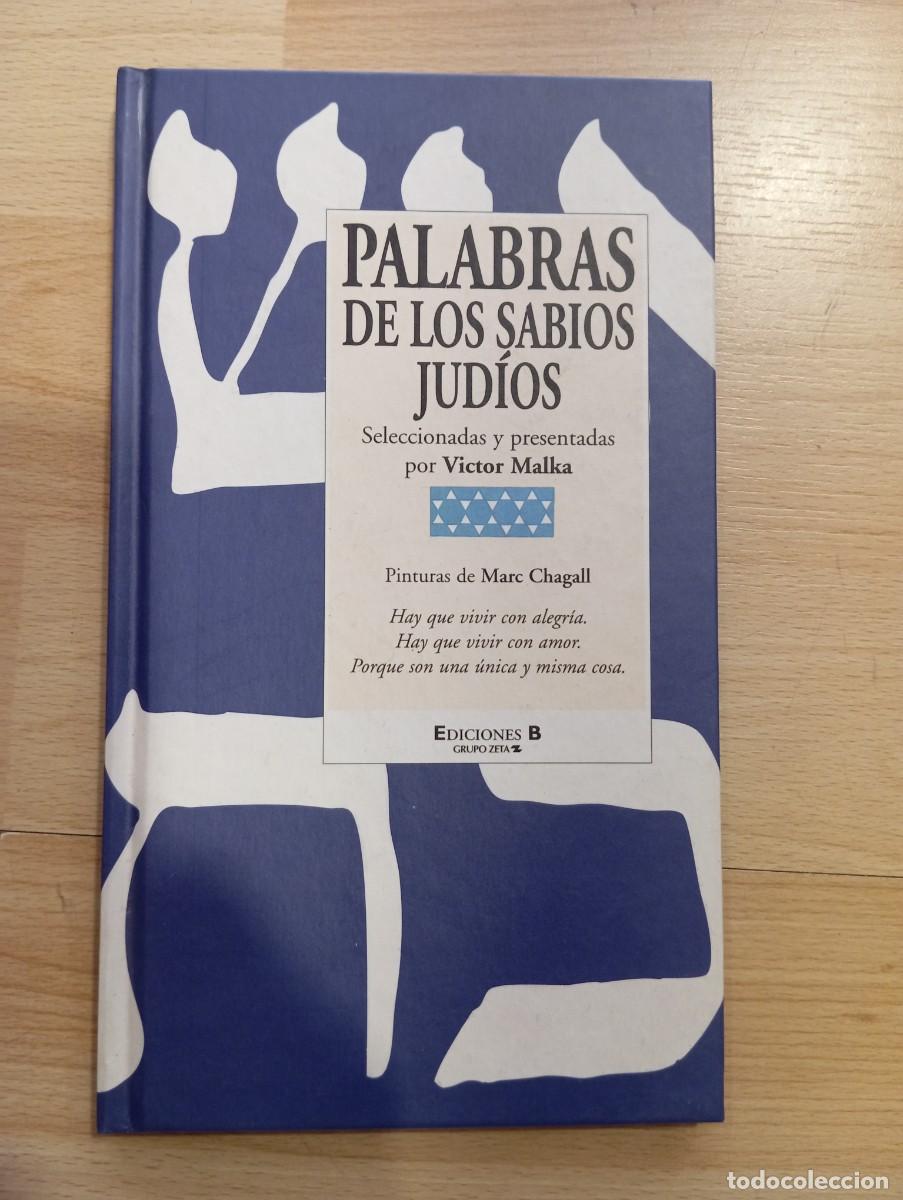 PALABRAS
DE LOS SABIOS
JUDÍOS
Seleccionadas y presentadas
por Victor Malka
Pinturas de Marc Chagall
Hay que vivir con alegría.
Hay que vivir con amor.
Porque son una única y misma cosa.
EDICIONES B
GRUPO ZETA
todocoleccion